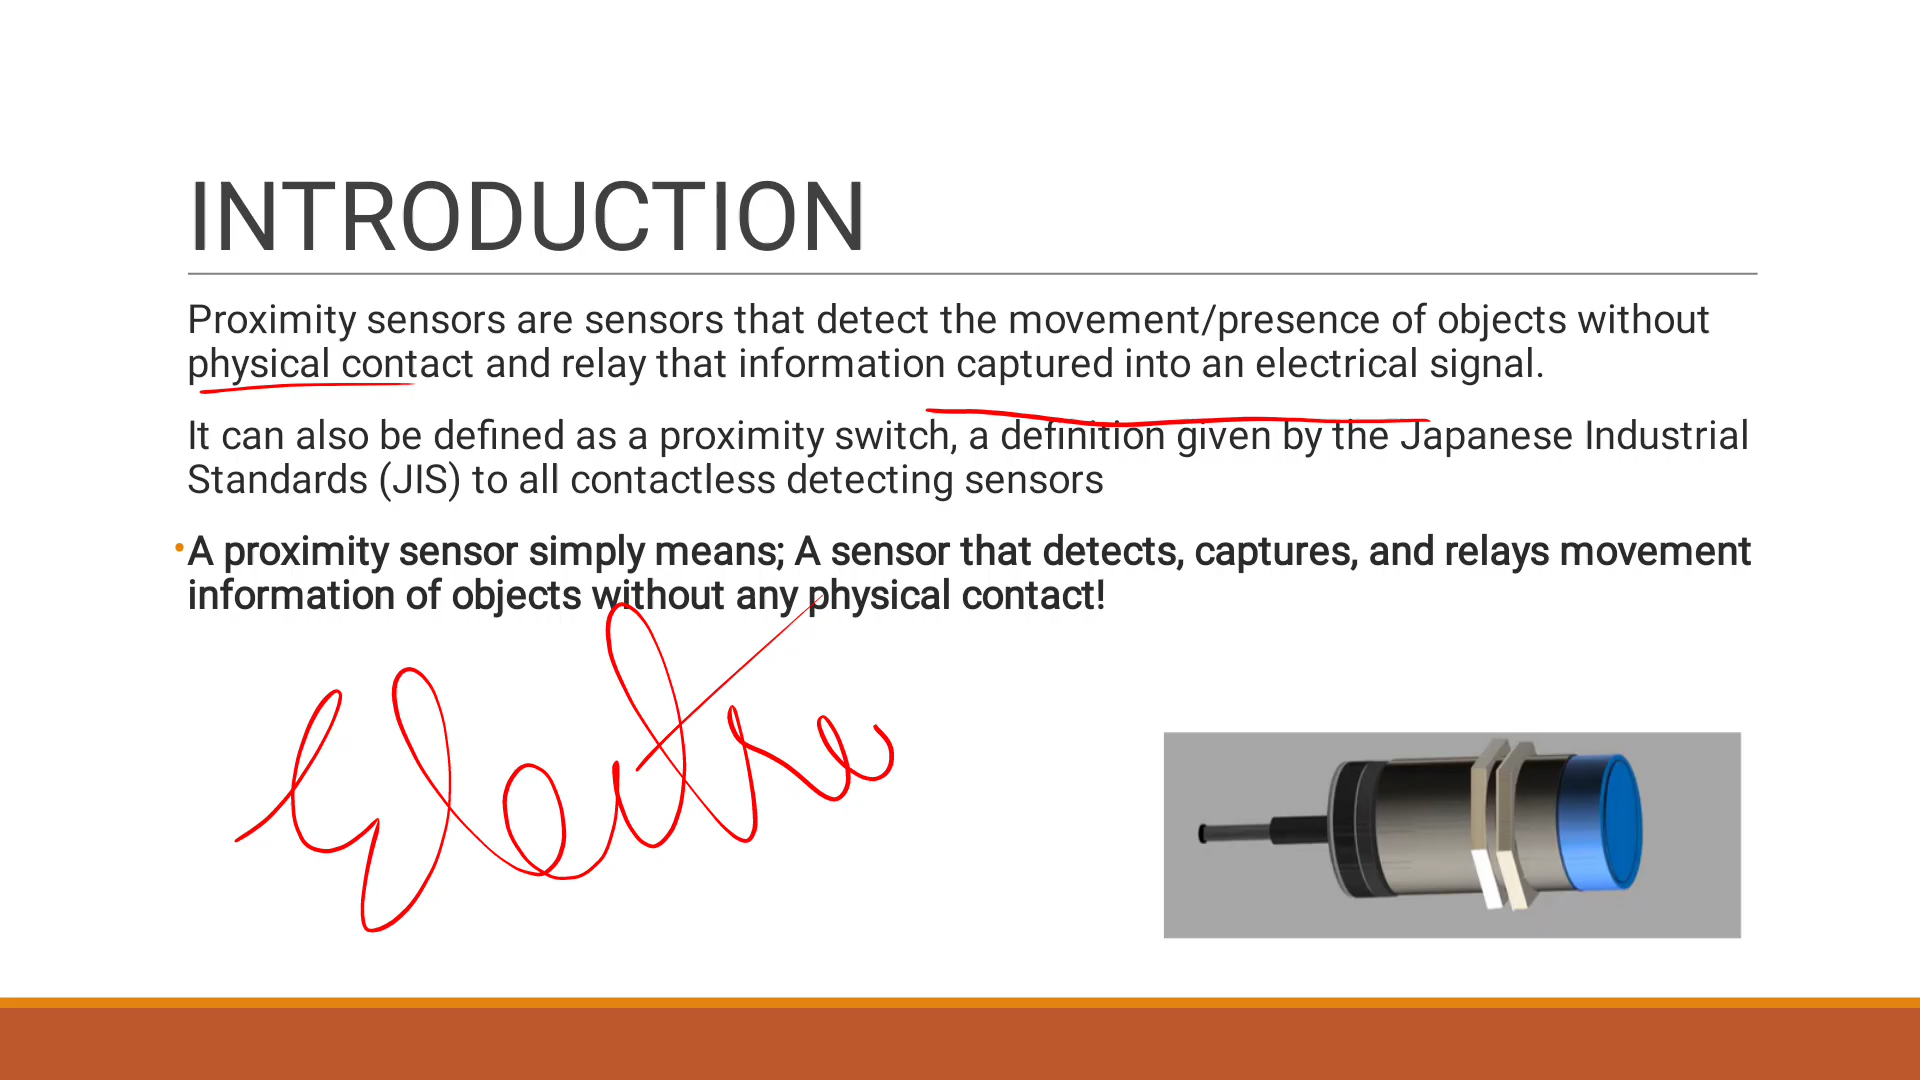 INTRODUCTION
Proximity sensors are sensors that detect the movement/presence of objects without
physical contact and relay that information captured into an electrical signal.
It can also be defined as a proximity switch, a definition given by the Japanese Industrial
Standards (JIS) to all contactless detecting sensors
•A proximity sensor simply means; A sensor that detects, captures, and relays movement
information of objects without any physical contact!